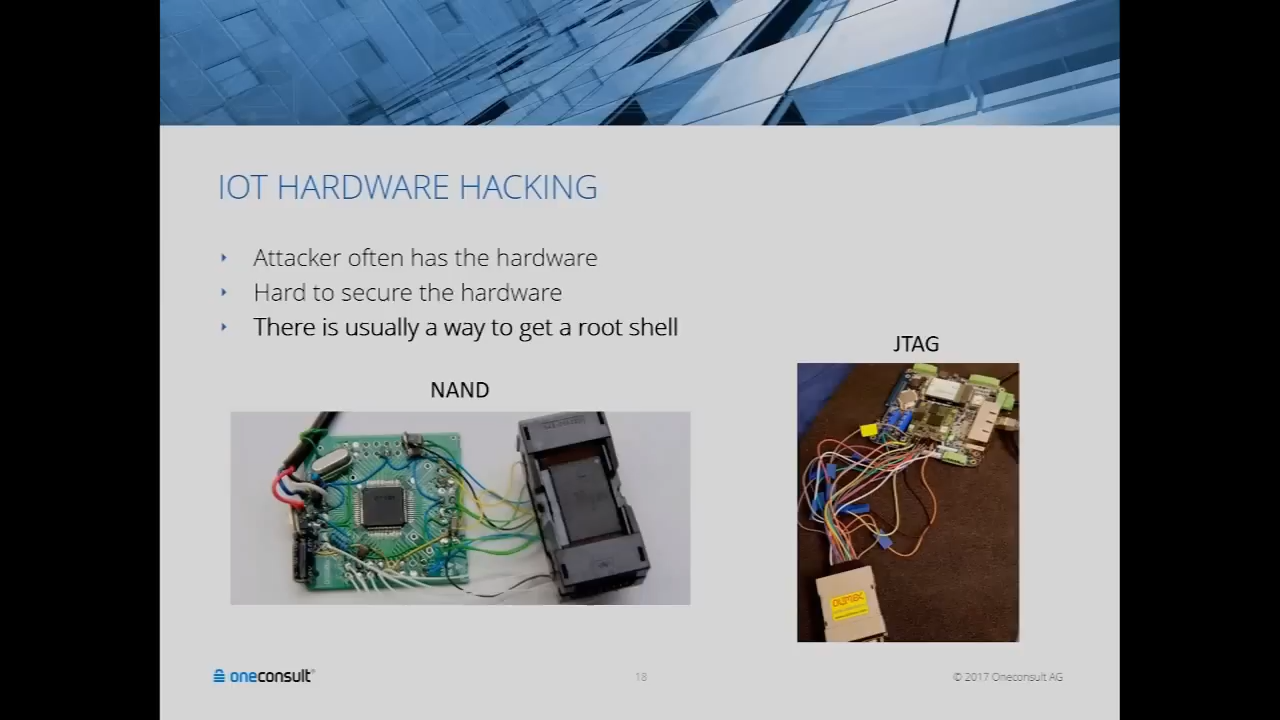 IOT HARDWARE HACKING
Attacker often has the hardware
Hard to secure the hardware
There is usually a way to get a root shell
JTAG
NAND
OLIMEX
oneconsult®
18
© 2017 Oneconsult AG